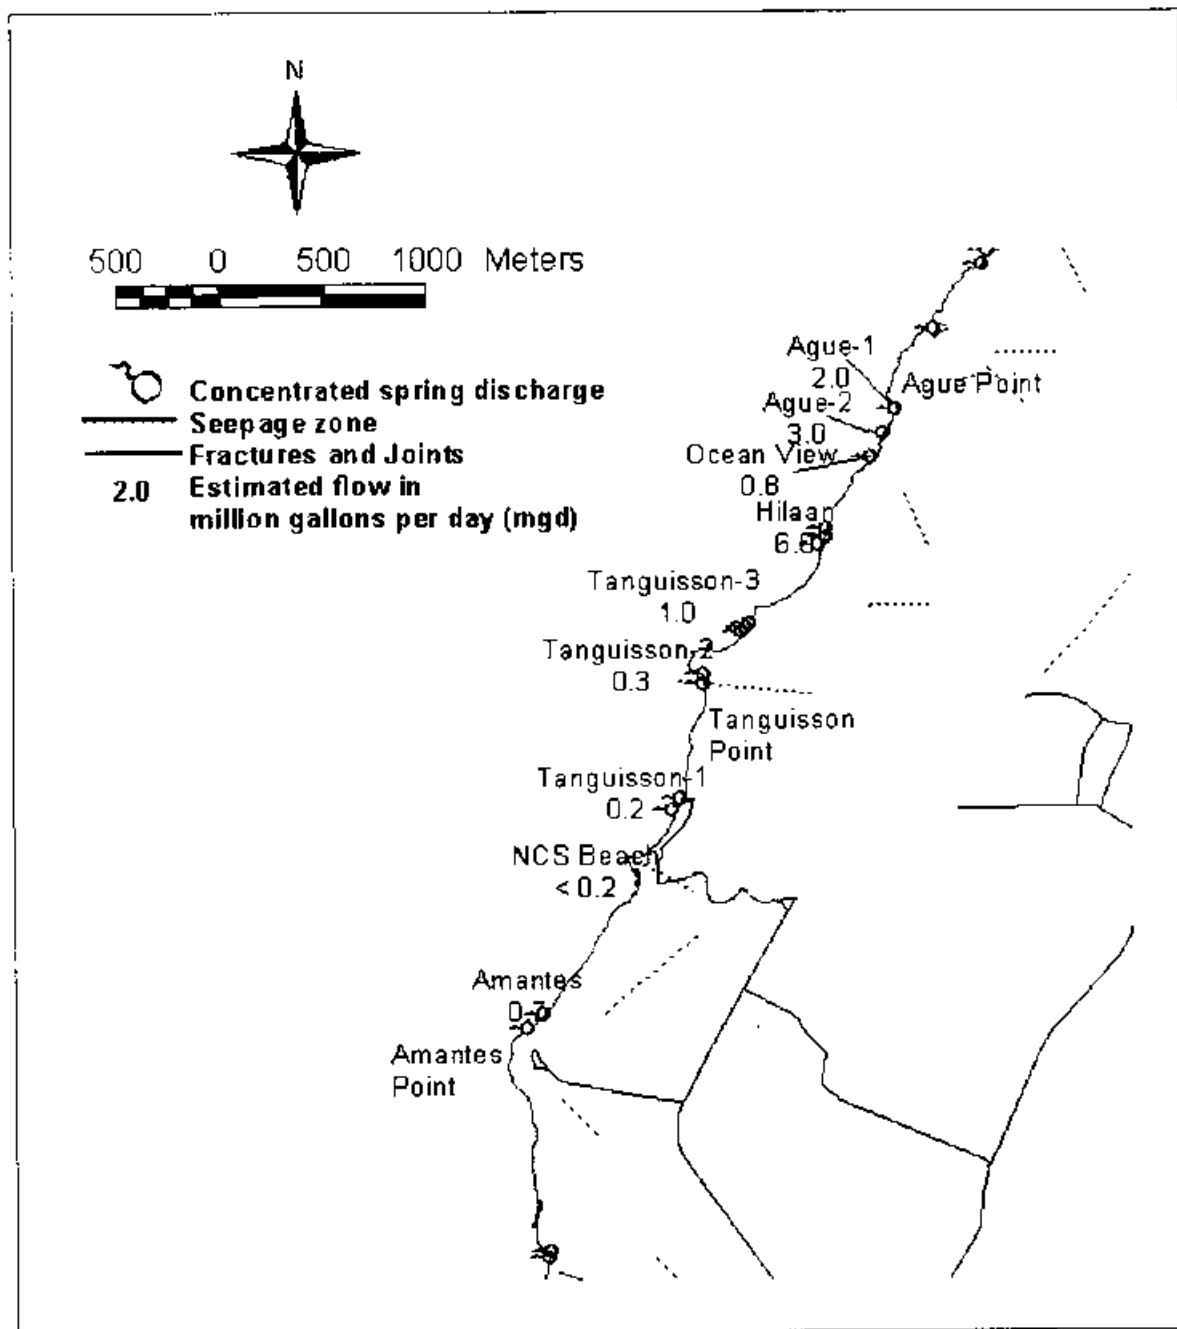 N
500 0 500 1000 Meters
Concentrated spring discharge
Seepage zone
Fractures and Joints
2.0 Estimated flow in
million gallons per day (mgd)
Ague-1
2.0
Ague Point
Ague-2
3.0
Ocean View
0.8
Hilaan
Tanguisson-3
1.0
Tanguisson-2
0.3
Tanguisson
Point
Tanguisson-1
0.2
NCS Beach
< 0.2
Amantes
Amantes
Point